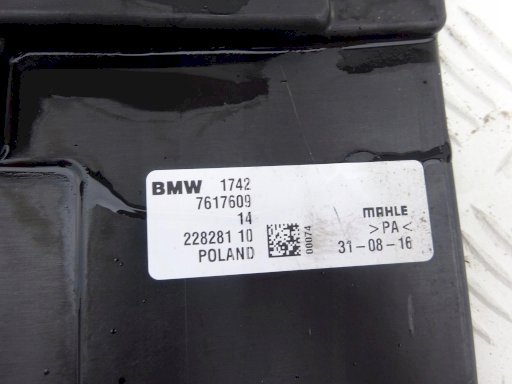 BMW 1742
7617609
14
MAHLE
228281 10
>PA<
POLAND
00074
31-08-16